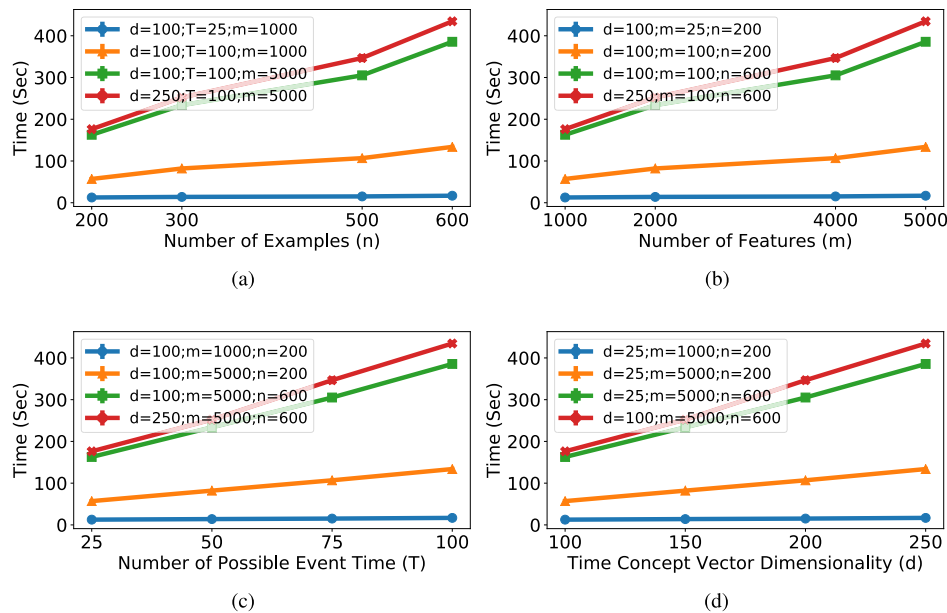 Time (Sec)
400
300
200
100
0
d=100;T=25;m=1000
d=100;T=100;m=1000
d=100;T=100;m=5000
d=250;T=100;m=5000
200 300 500 600
Number of Examples (n)
(a)
Time (Sec)
400
300
200
100
0
d=100;m=25;n=200
d=100;m=100;n=200
d=100;m=100;n=600
d=250;m=100;n=600
1000 2000 4000 5000
Number of Features (m)
(b)
Time (Sec)
400
300
200
100
0
d=100;m=1000;n=200
d=100;m=5000;n=200
d=100;m=5000;n=600
d=250;m=5000;n=600
25 50 75 100
Number of Possible Event Time (T)
(c)
Time (Sec)
400
300
200
100
0
d=25;m=1000;n=200
d=25;m=5000;n=200
d=25;m=5000;n=600
d=100;m=5000;n=600
100 150 200 250
Time Concept Vector Dimensionality (d)
(d)